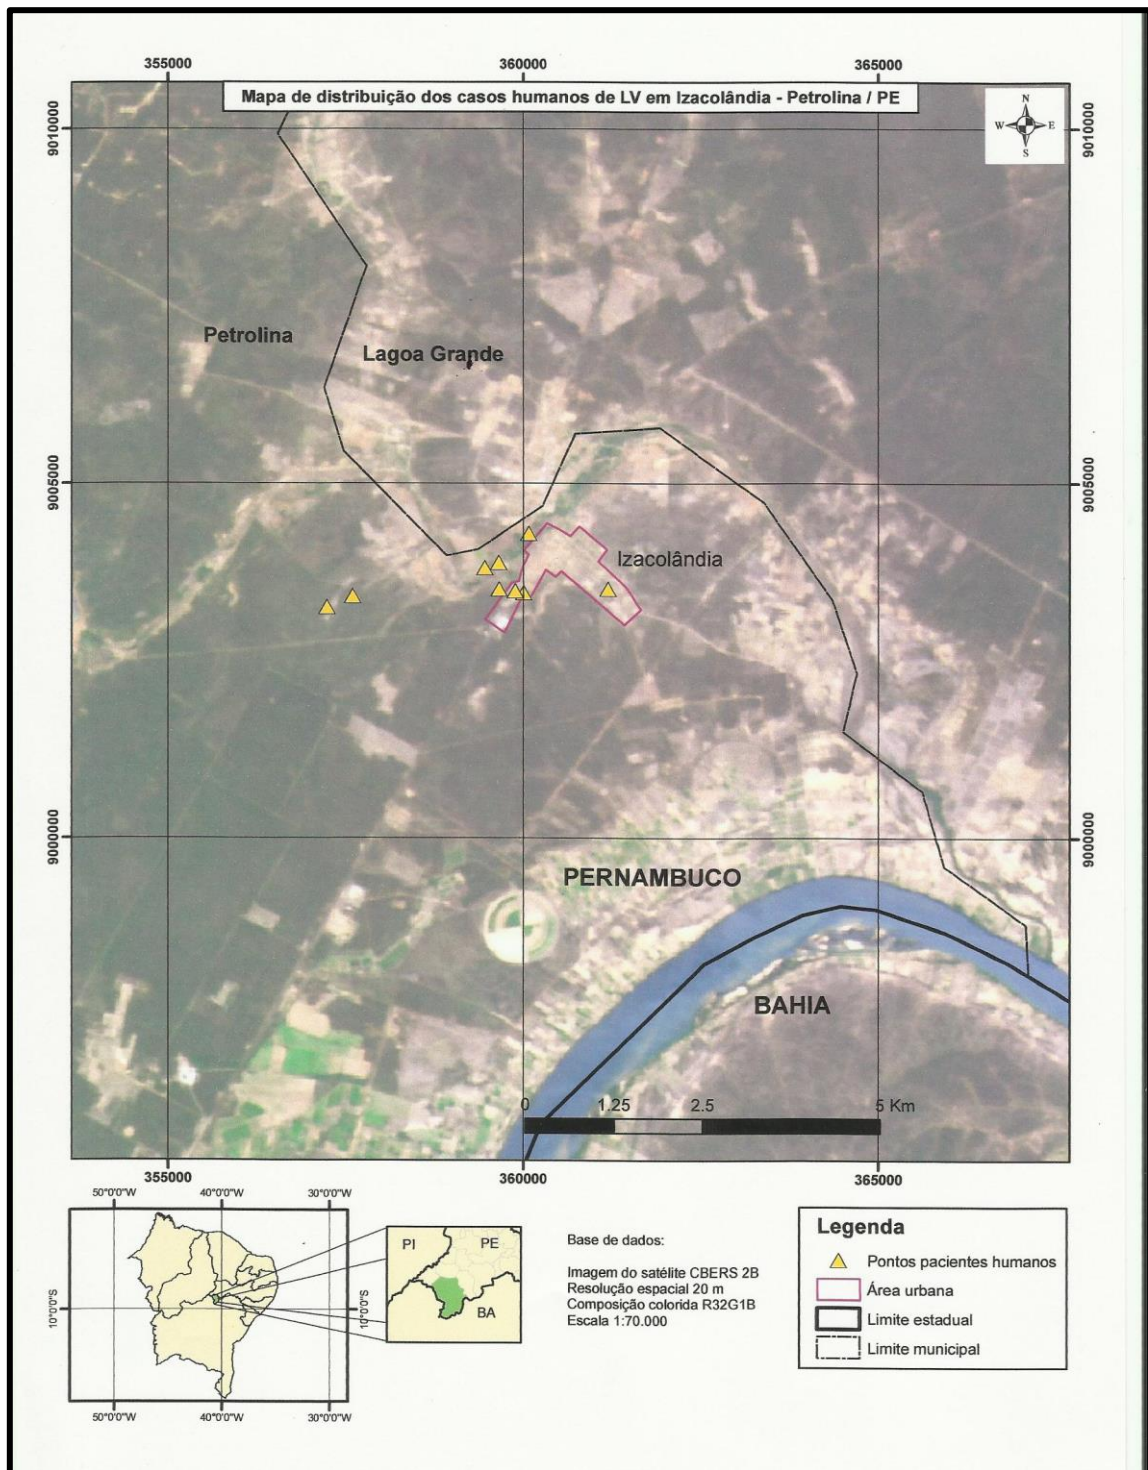 355000 360000 365000
Mapa de distribuição dos casos humanos de LV em Izacolândia - Petrolina / PE
N
W E
S
9010000 9010000
Petrolina
Lagoa Grande
9005000 9005000
Izacolândia
9000000 9000000
PERNAMBUCO
BAHIA
0 1.25 2.5 5 Km
355000 360000 365000
50°0'0"W 40°0'0"W 30°0'0"W
10°0'0"S 10°0'0"S
50°0'0"W 40°0'0"W 30°0'0"W
PI PE
BA
Base de dados:
Imagem do satélite CBERS 2B
Resolução espacial 20 m
Composição colorida R32G1B
Escala 1:70.000
Legenda
Pontos pacientes humanos
Área urbana
Limite estadual
Limite municipal